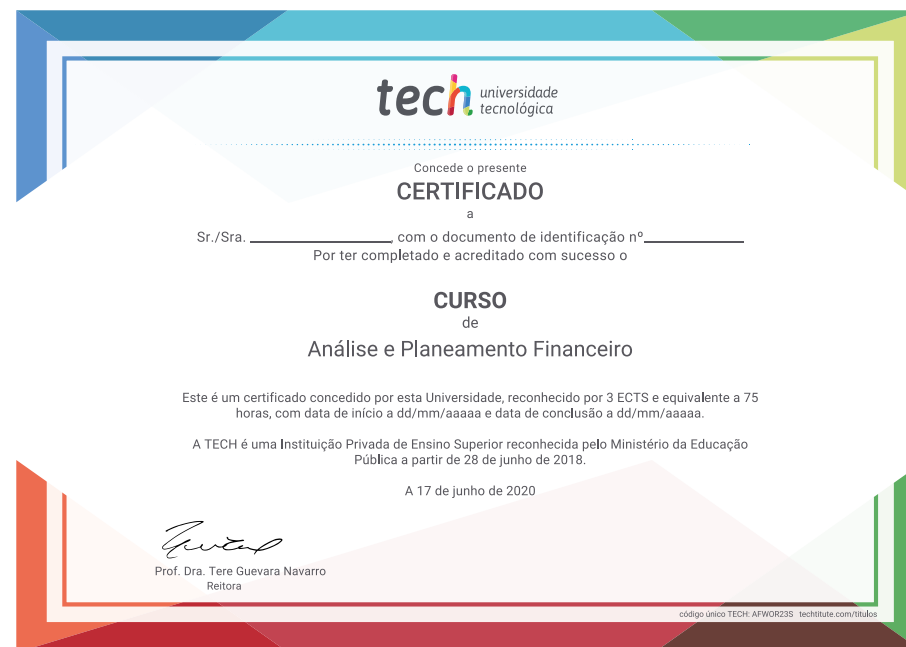 tech universidade
tecnológica
Concede o presente
CERTIFICADO
a
Sr./Sra. ____________________, com o documento de identificação nº______________
Por ter completado e acreditado com sucesso o
CURSO
de
Análise e Planeamento Financeiro
Este é um certificado concedido por esta Universidade, reconhecido por 3 ECTS e equivalente a 75
horas, com data de início a dd/mm/aaaaa e data de conclusão a dd/mm/aaaaa.
A TECH é uma Instituição Privada de Ensino Superior reconhecida pelo Ministério da Educação
Pública a partir de 28 de junho de 2018.
A 17 de junho de 2020
Prof. Dra. Tere Guevara Navarro
Reitora
código único TECH: AFWOR23S techtitute.com/titulos